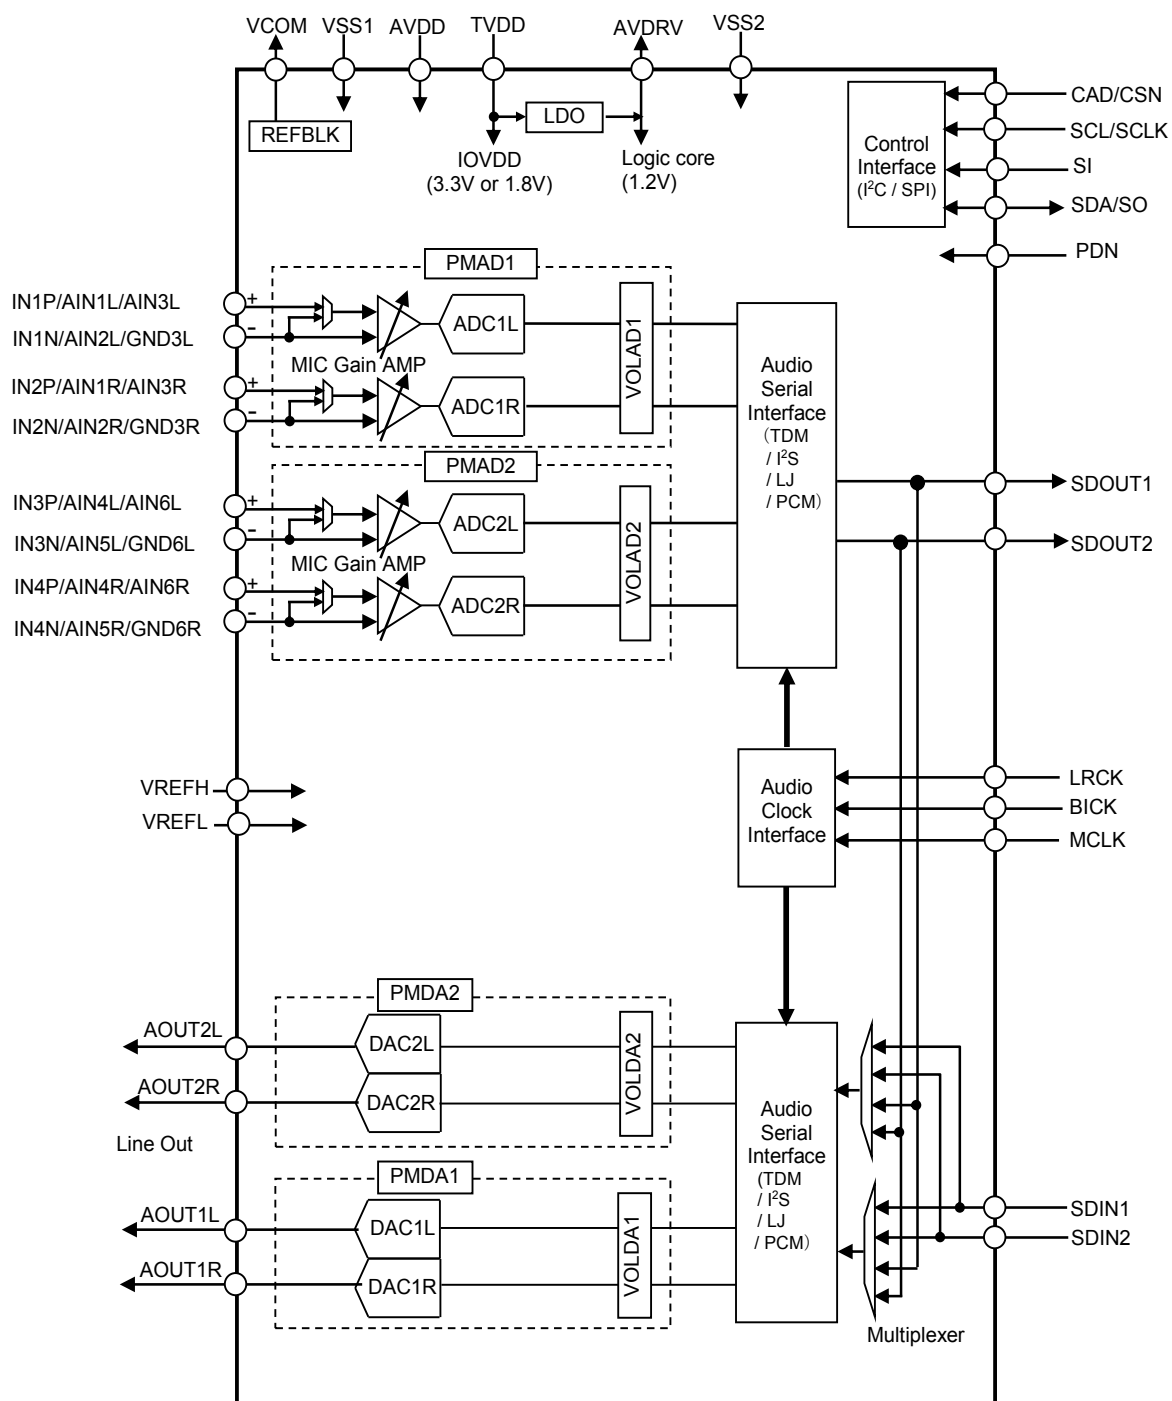 VCOM VSS1 AVDD TVDD AVDRV VSS2
REFBLK
LDO
IOVDD
(3.3V or 1.8V)
Logic core
(1.2V)
Control
Interface
(I²C / SPI)
CAD/CSN
SCL/SCLK
SI
SDA/SO
PDN
PMAD1
IN1P/AIN1L/AIN3L
+
IN1N/AIN2L/GND3L
-
ADC1L
MIC Gain AMP
IN2P/AIN1R/AIN3R
+
IN2N/AIN2R/GND3R
-
ADC1R
VOLAD1
PMAD2
IN3P/AIN4L/AIN6L
+
IN3N/AIN5L/GND6L
-
ADC2L
MIC Gain AMP
IN4P/AIN4R/AIN6R
+
IN4N/AIN5R/GND6R
-
ADC2R
VOLAD2
Audio
Serial
Interface
(TDM
/ I²S
/ LJ
/ PCM)
SDOUT1
SDOUT2
VREFH
VREFL
Audio
Clock
Interface
LRCK
BICK
MCLK
PMDA2
AOUT2L
DAC2L
AOUT2R
DAC2R
VOLDA2
Line Out
PMDA1
AOUT1L
DAC1L
AOUT1R
DAC1R
VOLDA1
Audio
Serial
Interface
(TDM
/ I²S
/ LJ
/ PCM)
SDIN1
SDIN2
Multiplexer